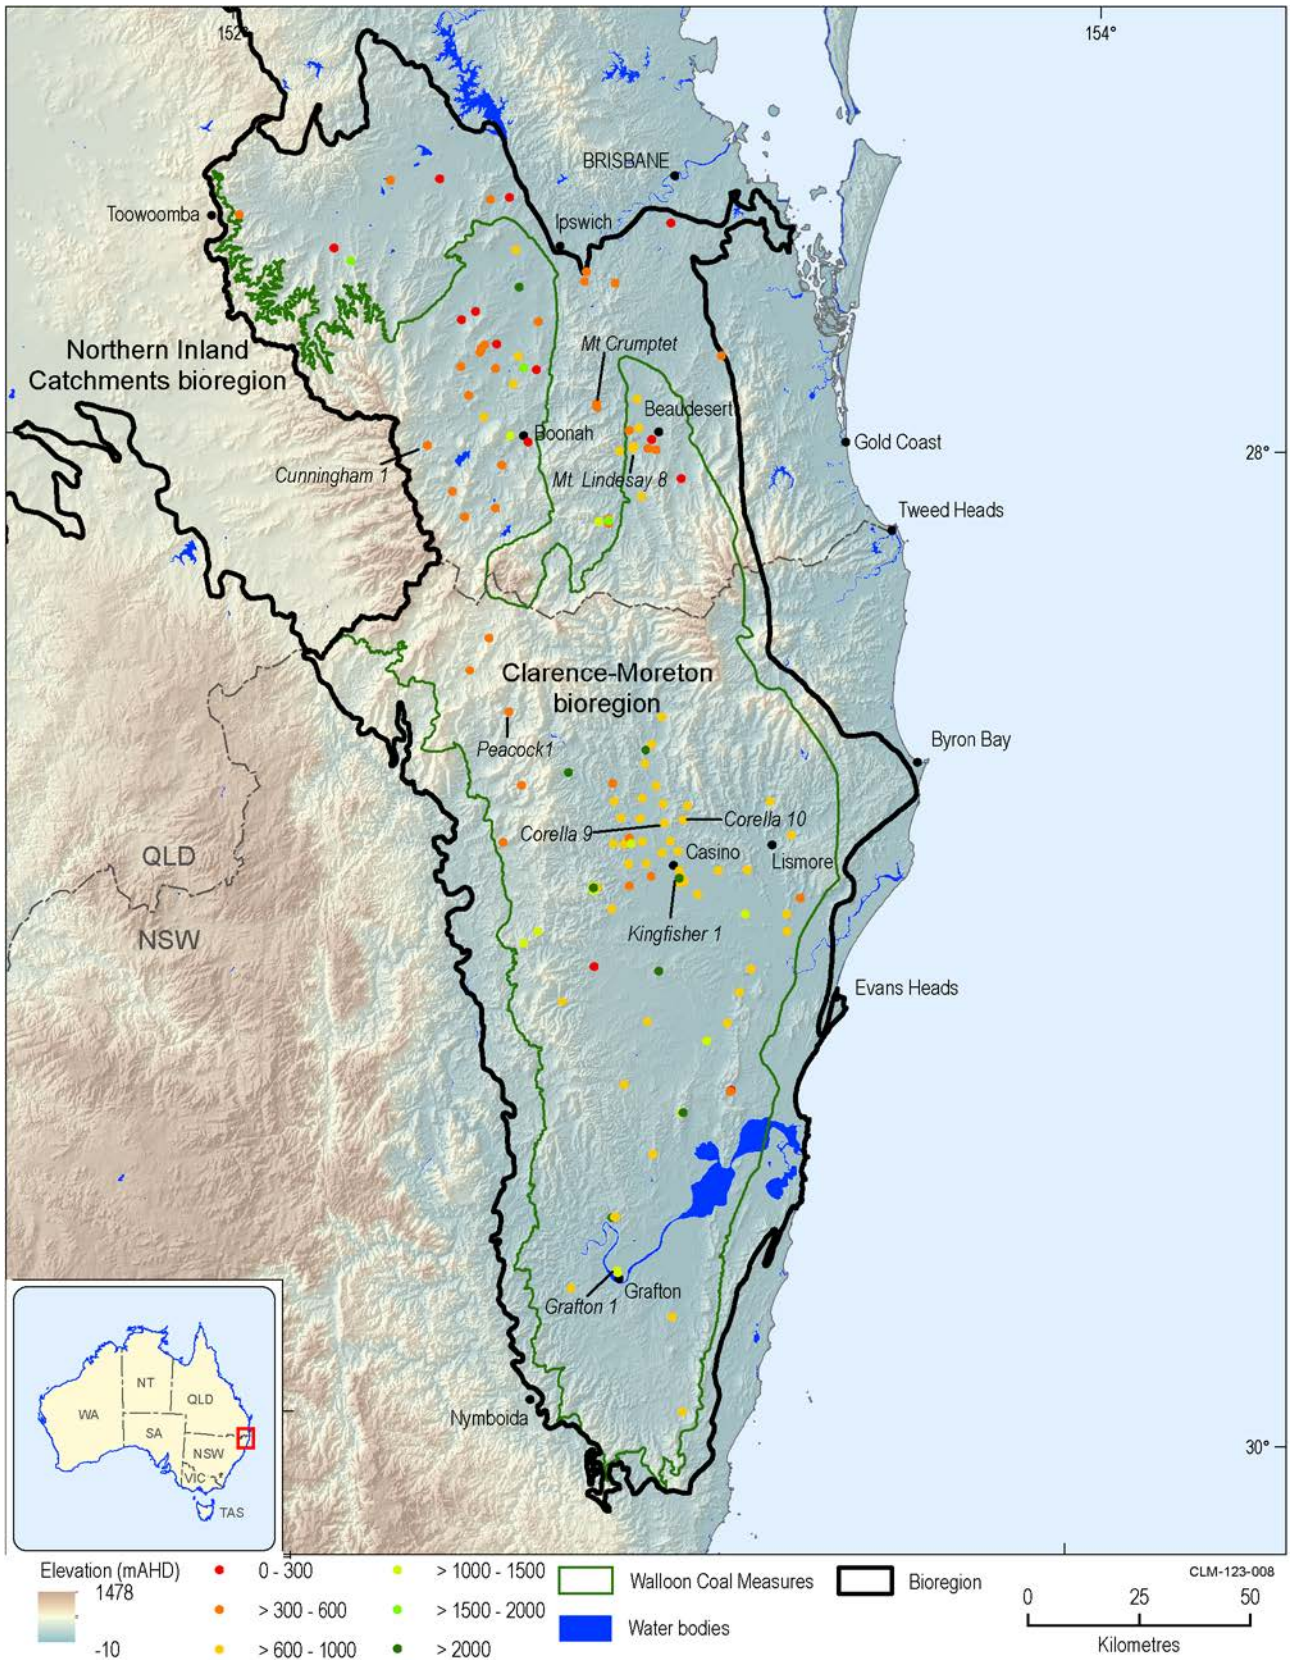 152°
154°
BRISBANE
Toowoomba
Ipswich
Northern Inland
Catchments bioregion
Mt Crumptet
Beaudesert
Boonah
Gold Coast
28°
Cunningham 1
Mt. Lindesay 8
Tweed Heads
Clarence-Moreton
bioregion
Peacock1
Byron Bay
Corella 9
Corella 10
QLD
Casino
Lismore
NSW
Kingfisher 1
Evans Heads
Grafton
Grafton 1
NT
QLD
WA
SA
NSW
VIC
TAS
Nymboida
30°
Elevation (mAHD)
1478
-10
0 - 300
> 300 - 600
> 600 - 1000
> 1000 - 1500
> 1500 - 2000
> 2000
Walloon Coal Measures
Water bodies
Bioregion
CLM-123-008
0 25 50
Kilometres